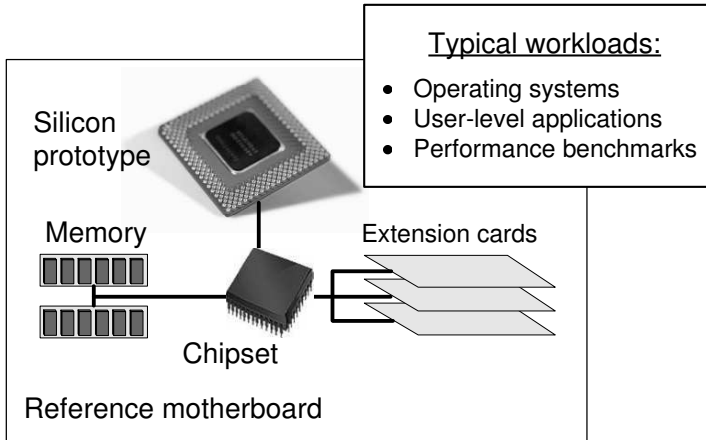 Typical workloads:
• Operating systems
• User-level applications
• Performance benchmarks
Silicon
prototype
Memory
Extension cards
Chipset
Reference motherboard